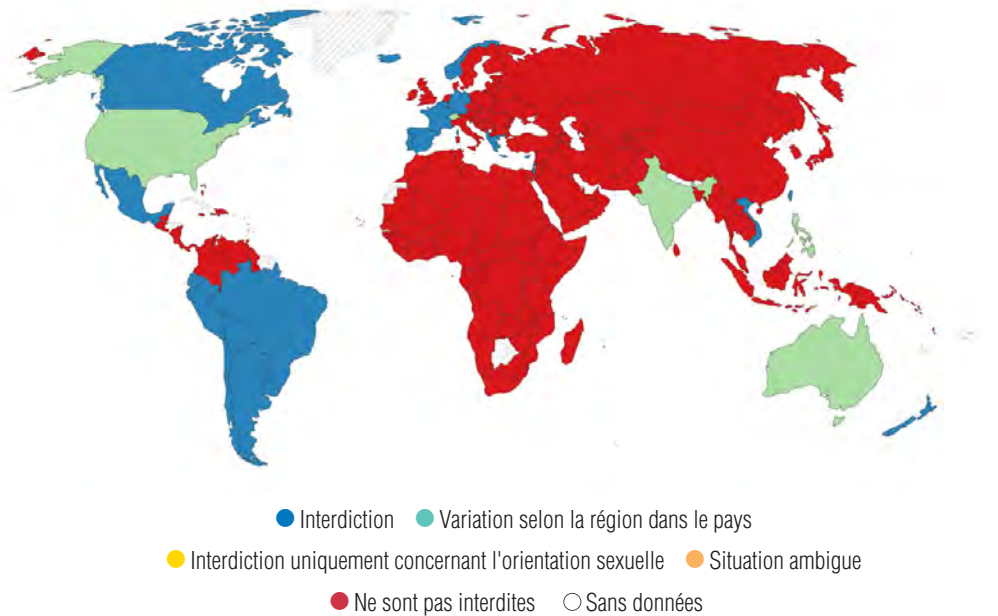 Interdiction Variation selon la région dans le pays
Interdiction uniquement concernant l'orientation sexuelle Situation ambigue
Ne sont pas interdites Sans données